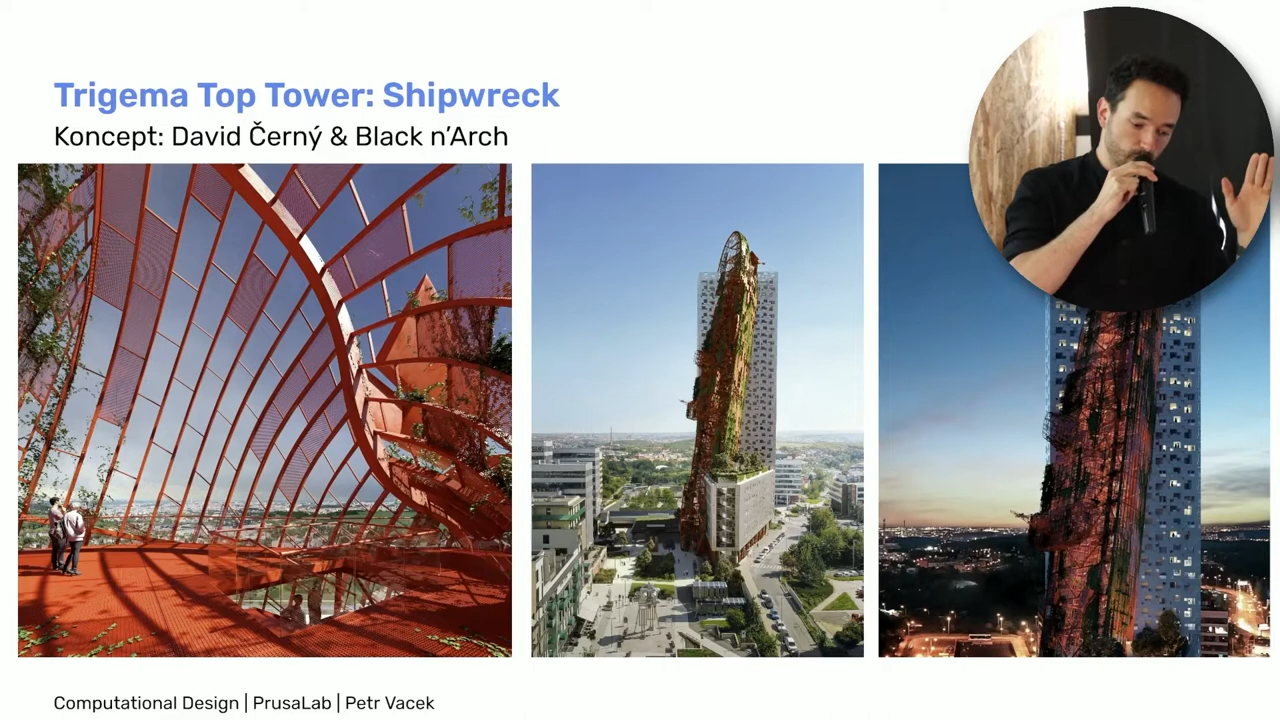 Trigema Top Tower: Shipwreck
Koncept: David Černý & Black n’Arch
Computational Design | PrusaLab | Petr Vacek